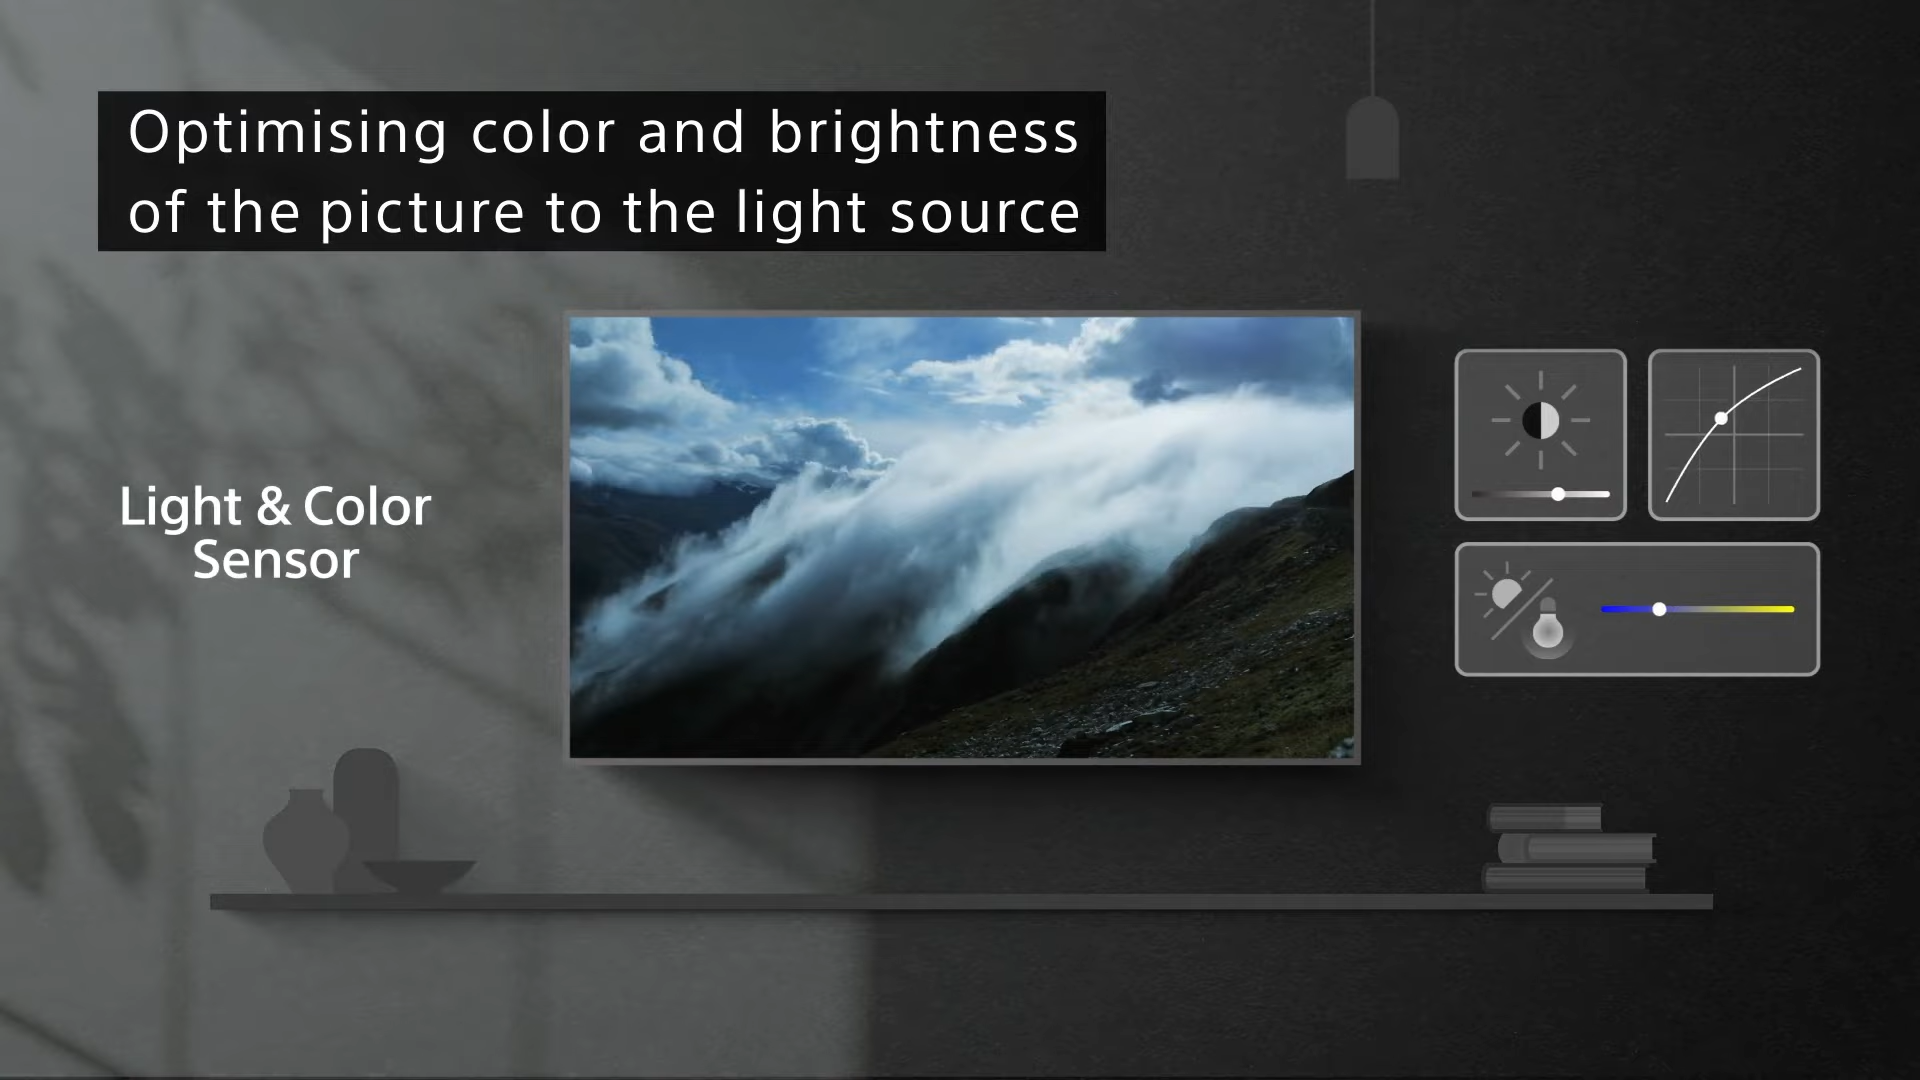 Optimising color and brightness
of the picture to the light source
Light & Color
Sensor